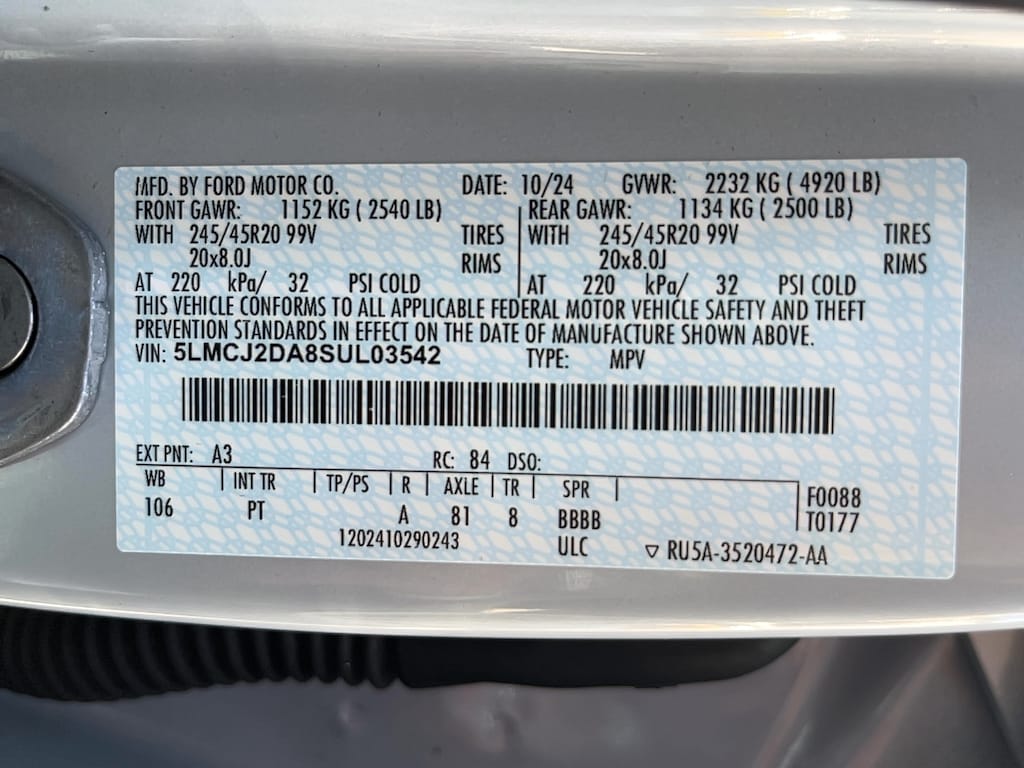 MFD. BY FORD MOTOR CO. DATE: 10/24 GVWR: 2232 KG ( 4920 LB)
FRONT GAWR: 1152 KG ( 2540 LB) REAR GAWR: 1134 KG ( 2500 LB)
WITH 245/45R20 99V TIRES WITH 245/45R20 99V TIRES
20x8.0J RIMS 20x8.0J RIMS
AT 220 kPa/ 32 PSI COLD AT 220 kPa/ 32 PSI COLD
THIS VEHICLE CONFORMS TO ALL APPLICABLE FEDERAL MOTOR VEHICLE SAFETY AND THEFT
PREVENTION STANDARDS IN EFFECT ON THE DATE OF MANUFACTURE SHOWN ABOVE.
VIN: 5LMCJ2DA8SUL03542 TYPE: MPV
EXT PNT: A3 RC: 84 DSO:
WB INT TR TP/PS R AXLE TR SPR F0088
106 PT A 81 8 BBBB T0177
1202410290243 ULC ▽ RU5A-3520472-AA